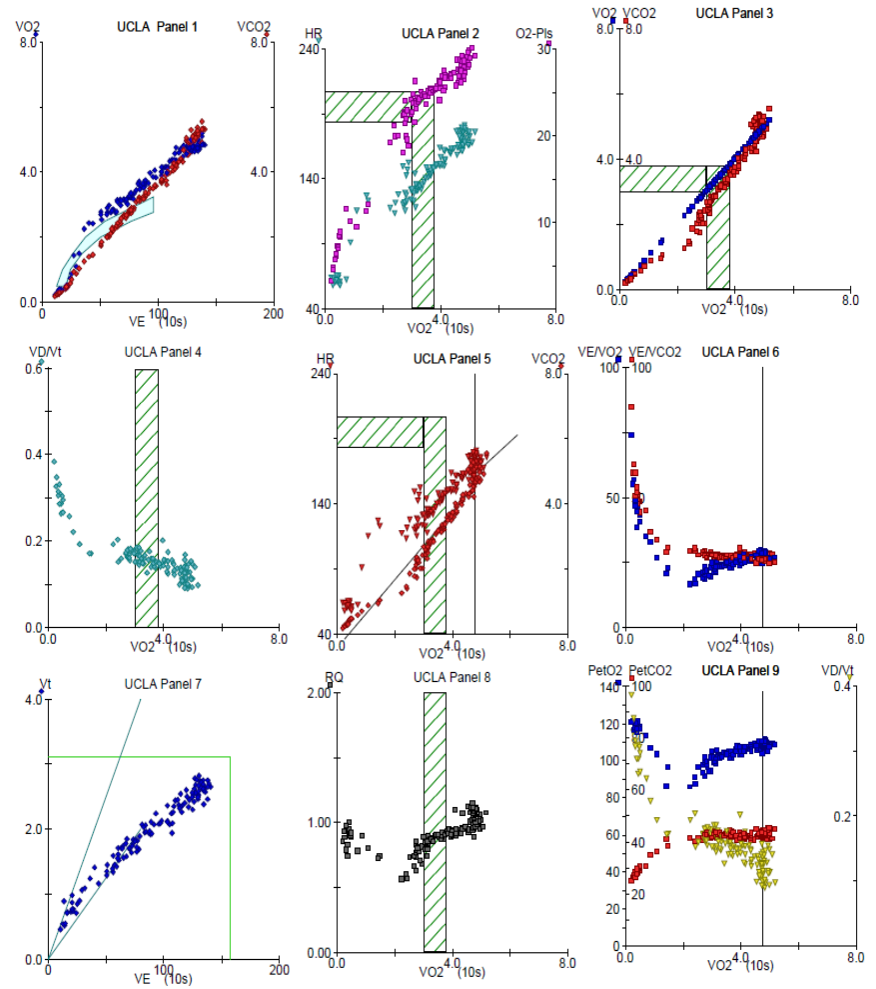 VO2 UCLA Panel 1 VCO2
8.0 8.0
4.0 4.0
0.0 0.0
0 100 200
VE (10s)
HR UCLA Panel 2 O2-Pls
240 30
20
140
10
40
0.0 4.0 8.0
VO2 (10s)
VO2 VCO2 UCLA Panel 3
8.0 8.0
4.0 4.0
0.0
0.0 4.0 8.0
VO2 (10s)
VD/Vt UCLA Panel 4
0.6
0.4
0.2
0.0
0.0 4.0 8.0
VO2 (10s)
HR UCLA Panel 5 VCO2
240 8.0
140 4.0
40
0.0 4.0 8.0
VO2 (10s)
VE/VO2 VE/VCO2 UCLA Panel 6
100 100
50 50
0
0.0 4.0 8.0
VO2 (10s)
Vt UCLA Panel 7
4.0
2.0
0.0
0 100 200
VE (10s)
RQ UCLA Panel 8
2.00
1.00
0.00
0.0 4.0 8.0
VO2 (10s)
PetO2 PetCO2 UCLA Panel 9 VD/Vt
140 100 0.4
120
100
80 60
60 0.2
40 40
20 20
0
0.0 4.0 8.0
VO2 (10s)